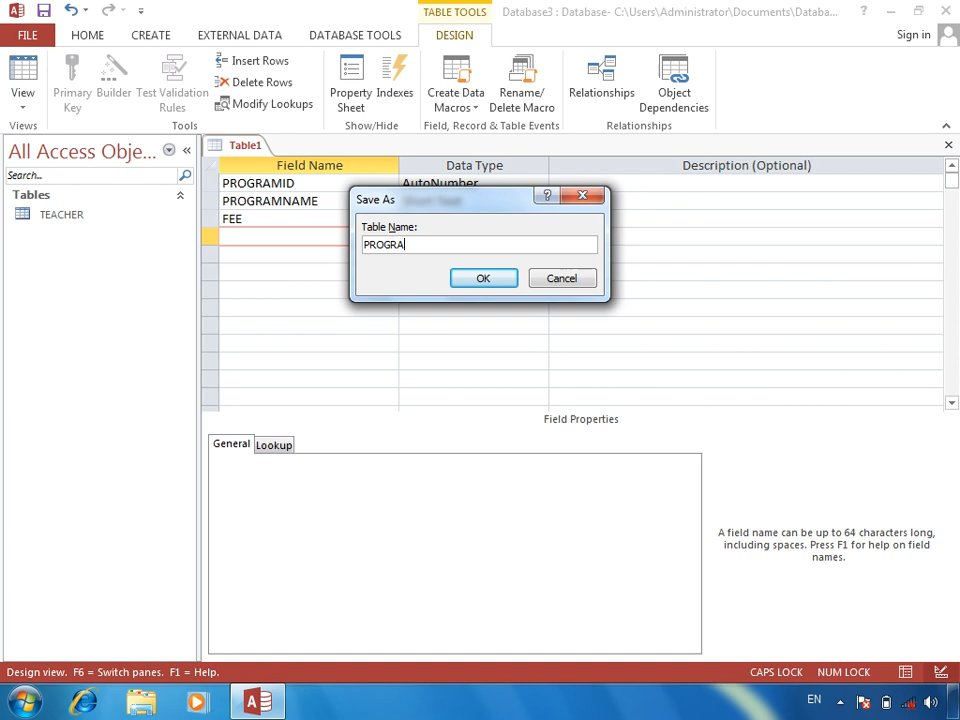 TABLE TOOLS
Database3 : Database- C:\Users\Administrator\Documents\Databa...
FILE HOME CREATE EXTERNAL DATA DATABASE TOOLS DESIGN Sign in
View
Primary Key
Builder
Test Validation Rules
Insert Rows
Delete Rows
Modify Lookups
Property Sheet
Indexes
Create Data Macros
Rename/ Delete Macro
Relationships
Object Dependencies
Views Tools Show/Hide Field, Record & Table Events Relationships
All Access Obje...
Search...
Tables
TEACHER
Table1
Field Name Data Type Description (Optional)
PROGRAMID AutoNumber
PROGRAMNAME
FEE
Save As
Table Name:
PROGRA
OK Cancel
Field Properties
General Lookup
A field name can be up to 64 characters long,
including spaces. Press F1 for help on field
names.
Design view. F6 = Switch panes. F1 = Help. CAPS LOCK NUM LOCK
EN